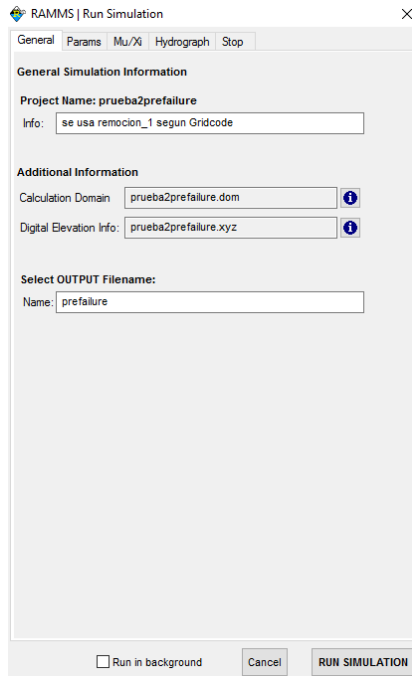 RAMMS | Run Simulation
General Params Mu/Xi Hydrograph Stop
General Simulation Information
Project Name: prueba2prefailure
Info: se usa remocion_1 segun Gridcode
Additional Information
Calculation Domain prueba2prefailure.dom
Digital Elevation Info: prueba2prefailure.xyz
Select OUTPUT Filename:
Name: prefailure
Run in background Cancel RUN SIMULATION